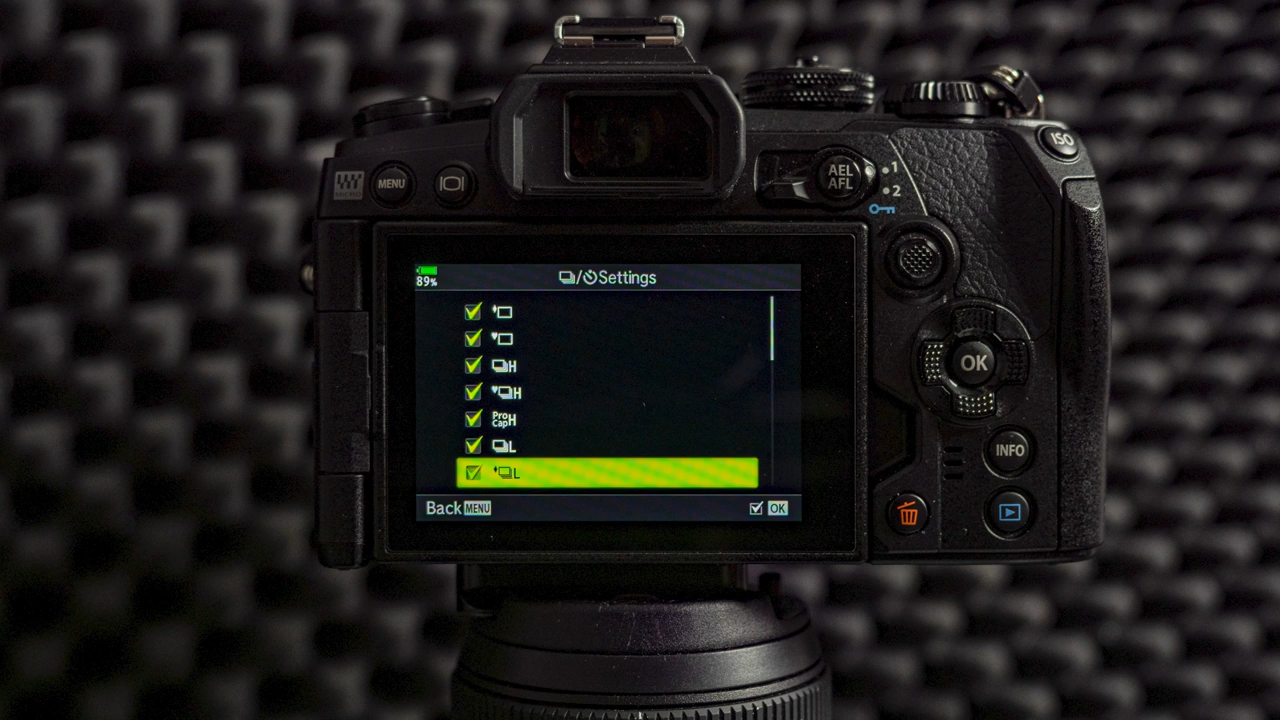 ISO
MENU
AEL
AFL
1
2
89%
/Settings
H
H
Pro
Cap H
L
L
OK
INFO
Back MENU
OK